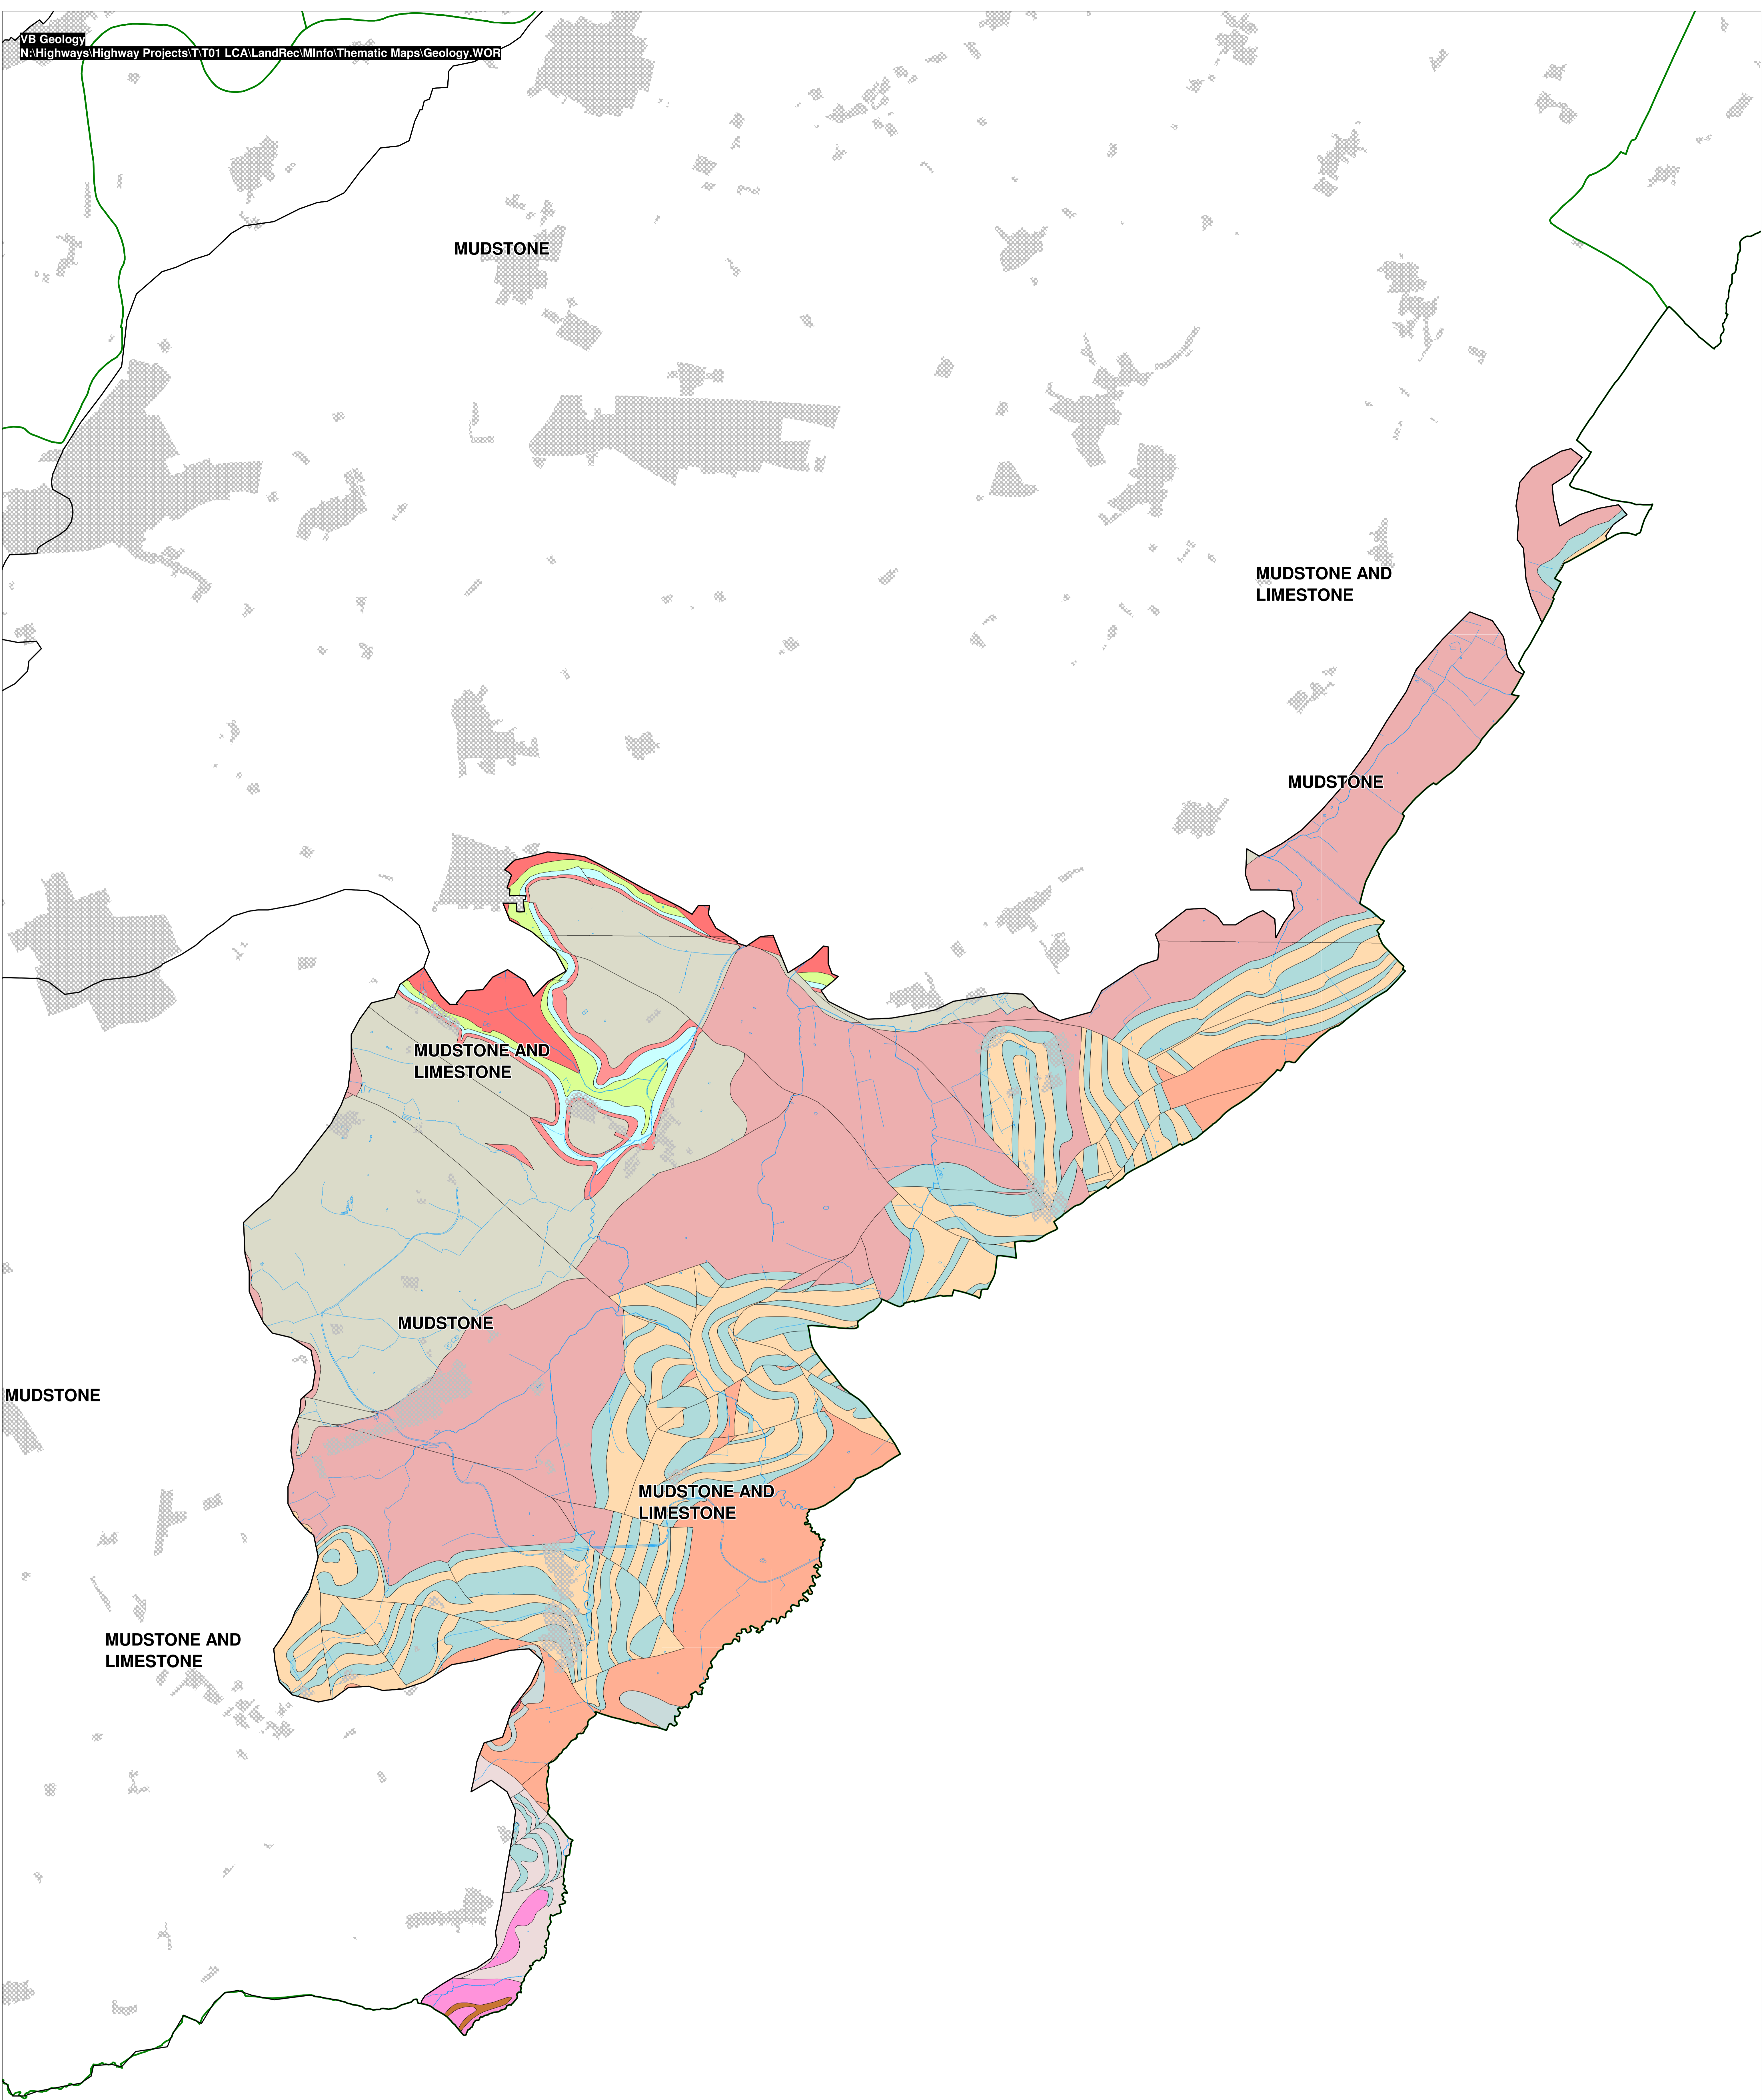 VB Geology
N:\Highways\Highway Projects\T\T01 LCA\LandRec\MInfo\Thematic Maps\Geology.WOR
MUDSTONE
MUDSTONE AND
LIMESTONE
MUDSTONE
MUDSTONE AND
LIMESTONE
MUDSTONE
MUDSTONE
MUDSTONE AND
LIMESTONE
MUDSTONE AND
LIMESTONE